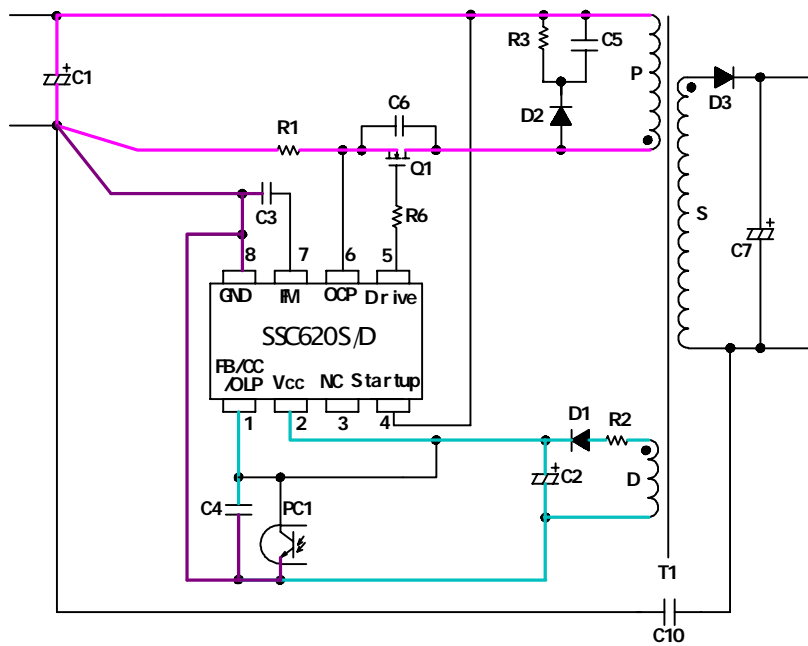 C1
R3
C5
P
D2
D3
C6
R1
Q1
C3
R6
S
C7
8
7
6
5
GND
FM
OCP
Drive
SSC620S/D
FB/CC
/OLP
VCC
NC
Startup
1
2
3
4
D1
R2
C2
D
C4
PC1
T1
C10